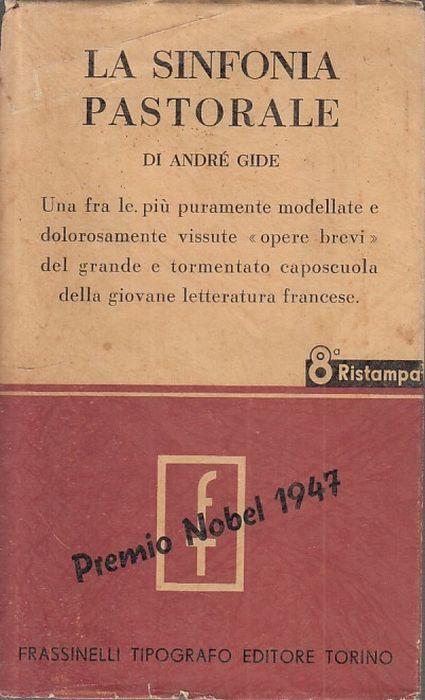 LA SINFONIA
PASTORALE
DI ANDRÉ GIDE
Una fra le. più puramente modellate e
dolorosamente vissute « opere brevi »
del grande e tormentato caposcuola
della giovane letteratura francese.
8ª Ristampa
f f
Premio Nobel 1947
FRASSINELLI TIPOGRAFO EDITORE TORINO